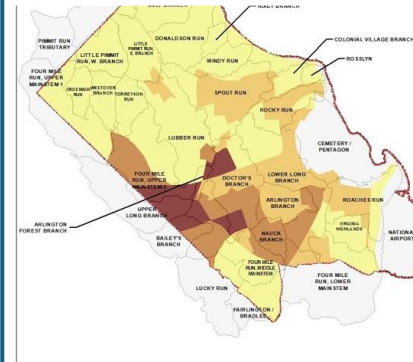 PIMMIT RUN
TRIBUTARY
DONALDSON RUN
COLONIAL VILLAGE BRANCH
LITTLE
PIMMIT RUN,
E. BRANCH
LITTLE PIMMIT
RUN, W. BRANCH
ROSSLYN
WINDY RUN
FOUR MILE
RUN, UPPER
MAINSTEM 1
CROSSMAN
RUN
WESTOVER
BRANCH
TORREYSON
RUN
SPOUT RUN
ROCKY RUN
LUBBER RUN
CEMETERY /
PENTAGON
FOUR MILE
RUN, UPPER
MAINSTEM 2
DOCTOR'S
BRANCH
LOWER LONG
BRANCH
UPPER
LONG BRANCH
ARLINGTON
BRANCH
ROACHES RUN
ARLINGTON
FOREST BRANCH
VIRGINIA
HIGHLANDS
NATIONAL
AIRPORT
BAILEY'S
BRANCH
NAUCK
BRANCH
FOUR MILE
RUN, MIDDLE
MAINSTEM
FOUR MILE
RUN, LOWER
MAINSTEM
LUCKY RUN
FAIRLINGTON /
BRADLEE